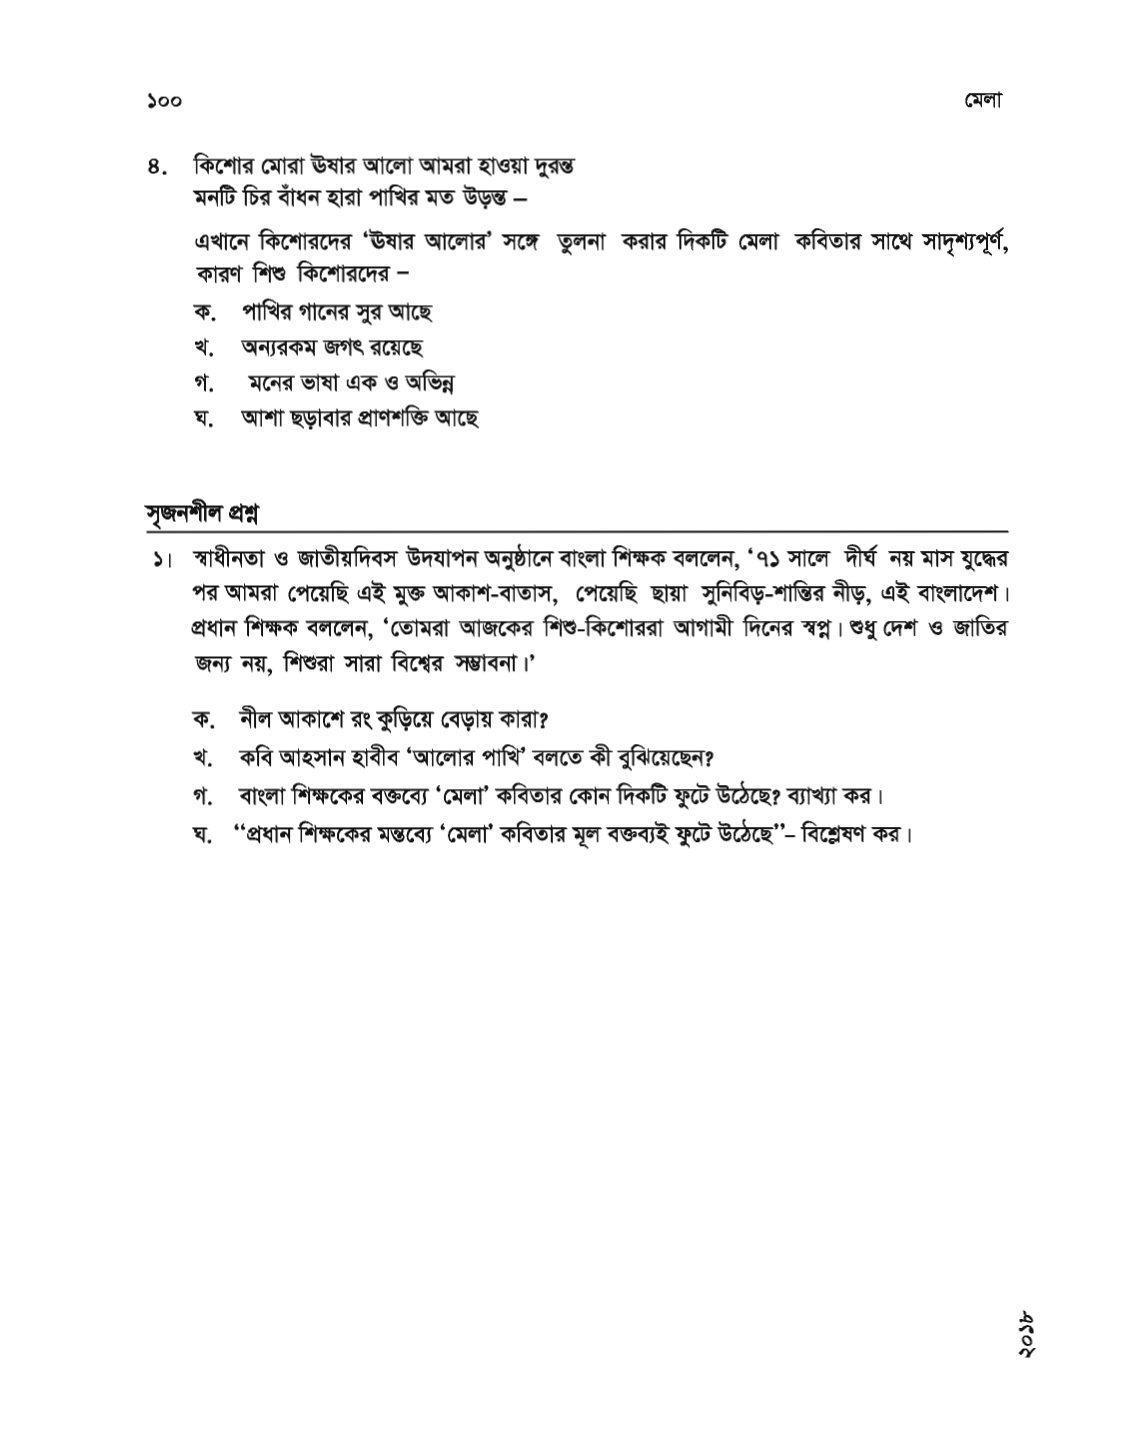 ১০০ মেলা
৪. কিশোর মোরা ঊষার আলো আমরা হাওয়া দুরন্ত
মনটি চির বাঁধন হারা পাখির মত উড়ন্ত –
এখানে কিশোরদের ‘ঊষার আলোর’ সঙ্গে তুলনা করার দিকটি মেলা কবিতার সাথে সাদৃশ্যপূর্ণ,
কারণ শিশু কিশোরদের –
ক. পাখির গানের সুর আছে
খ. অন্যরকম জগৎ রয়েছে
গ. মনের ভাষা এক ও অভিন্ন
ঘ. আশা ছড়াবার প্রাণশক্তি আছে
সৃজনশীল প্রশ্ন
১। স্বাধীনতা ও জাতীয়দিবস উদযাপন অনুষ্ঠানে বাংলা শিক্ষক বললেন, ‘৭১ সালে দীর্ঘ নয় মাস যুদ্ধের
পর আমরা পেয়েছি এই মুক্ত আকাশ-বাতাস, পেয়েছি ছায়া সুনিবিড়-শান্তির নীড়, এই বাংলাদেশ।
প্রধান শিক্ষক বললেন, ‘তোমরা আজকের শিশু-কিশোররা আগামী দিনের স্বপ্ন। শুধু দেশ ও জাতির
জন্য নয়, শিশুরা সারা বিশ্বের সম্ভাবনা।’
ক. নীল আকাশে রং কুড়িয়ে বেড়ায় কারা?
খ. কবি আহসান হাবীব ‘আলোর পাখি’ বলতে কী বুঝিয়েছেন?
গ. বাংলা শিক্ষকের বক্তব্যে ‘মেলা’ কবিতার কোন দিকটি ফুটে উঠেছে? ব্যাখ্যা কর।
ঘ. “প্রধান শিক্ষকের মন্তব্যে ‘মেলা’ কবিতার মূল বক্তব্যই ফুটে উঠেছে”– বিশ্লেষণ কর।
২০১৮